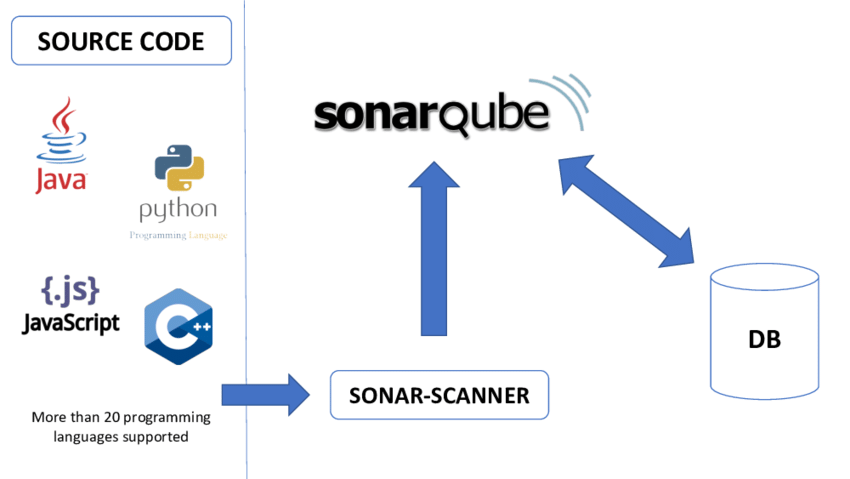 SOURCE CODE
Java
python
Programming Language
{.js}
JavaScript
C++
More than 20 programming
languages supported
sonarqube
SONAR-SCANNER
DB